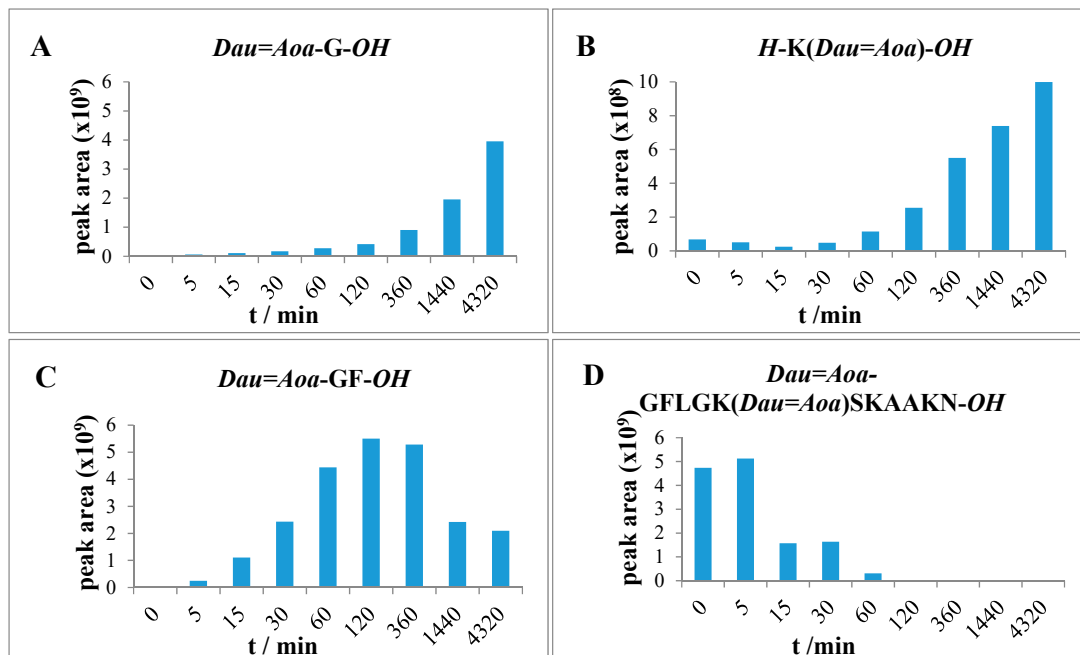 A
Dau=Aoa-G-OH
peak area (x10⁹)
6
5
4
3
2
1
0
0 5 15 30 60 120 360 1440 4320
t / min
B
H-K(Dau=Aoa)-OH
peak area (x10⁸)
10
8
6
4
2
0
0 5 15 30 60 120 360 1440 4320
t /min
C
Dau=Aoa-GF-OH
peak area (x10⁹)
6
5
4
3
2
1
0
0 5 15 30 60 120 360 1440 4320
t / min
D
Dau=Aoa-
GFLGK(Dau=Aoa)SKAAKN-OH
peak area (x10⁹)
6
5
4
3
2
1
0
0 5 15 30 60 120 360 1440 4320
t /min